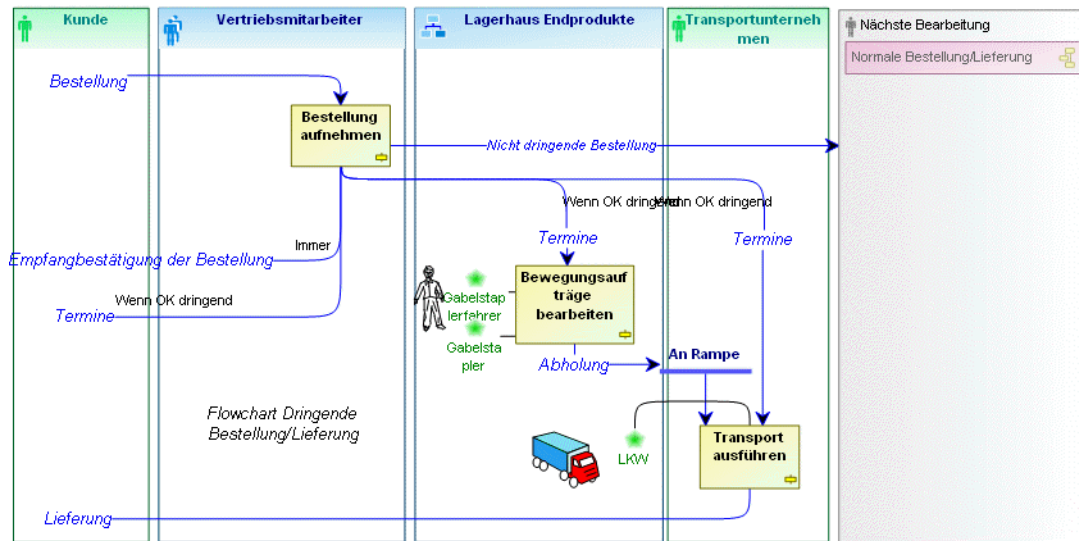 Kunde
Vertriebsmitarbeiter
Lagerhaus Endprodukte
Transportunterneh
men
Nächste Bearbeitung
Normale Bestellung/Lieferung
Bestellung
Bestellung
aufnehmen
Nicht dringende Bestellung
Wenn OK dringend
Wenn OK dringend
Termine
Termine
Immer
Empfangbestätigung der Bestellung
Wenn OK dringend
Termine
Bewegungsauf
träge
bearbeiten
Gabelstap
lerfahrer
Gabelsta
pler
Abholung
An Rampe
Flowchart Dringende
Bestellung/Lieferung
Transport
ausführen
LKW
Lieferung